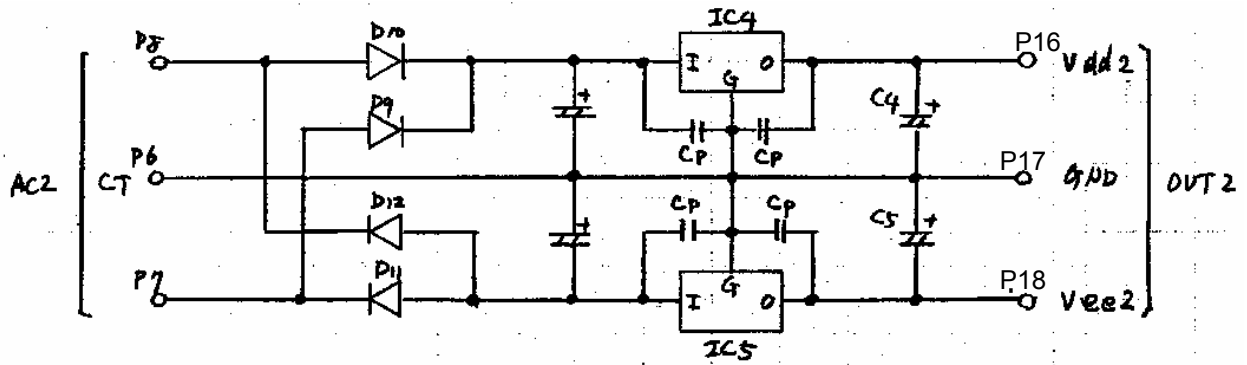 IC4
P5
D10
I
O
G
P16
Vdd2
D9
+
C4
+
Cp
Cp
AC2
CT
P6
P17
GND
OUT2
D12
+
Cp
Cp
C5
+
P7
D11
G
I
O
P18
Vee2
IC5